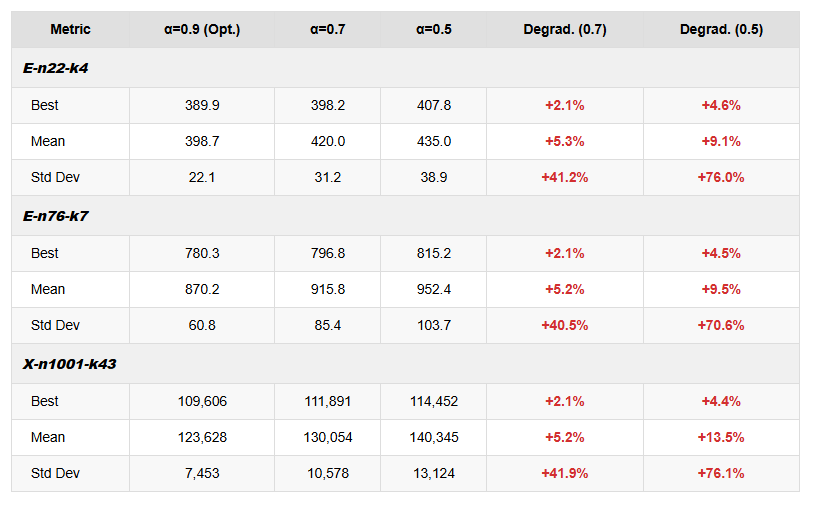 Metric α=0.9 (Opt.) α=0.7 α=0.5 Degrad. (0.7) Degrad. (0.5)
E-n22-k4
Best 389.9 398.2 407.8 +2.1% +4.6%
Mean 398.7 420.0 435.0 +5.3% +9.1%
Std Dev 22.1 31.2 38.9 +41.2% +76.0%
E-n76-k7
Best 780.3 796.8 815.2 +2.1% +4.5%
Mean 870.2 915.8 952.4 +5.2% +9.5%
Std Dev 60.8 85.4 103.7 +40.5% +70.6%
X-n1001-k43
Best 109,606 111,891 114,452 +2.1% +4.4%
Mean 123,628 130,054 140,345 +5.2% +13.5%
Std Dev 7,453 10,578 13,124 +41.9% +76.1%